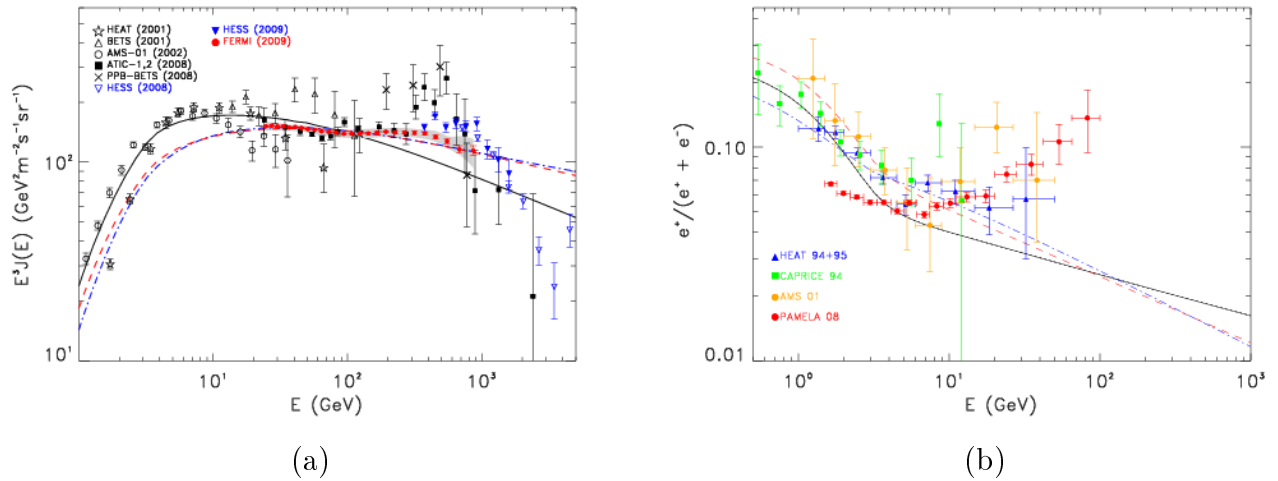 HEAT (2001)
BETS (2001)
AMS-01 (2002)
ATIC-1,2 (2008)
PPB-BETS (2008)
HESS (2008)
HESS (2009)
FERMI (2009)
E³J(E) (GeV²m⁻²s⁻¹sr⁻¹)
10²
10¹
10¹
10²
10³
E (GeV)
(a)
e⁺/(e⁺ + e⁻)
0.10
0.01
HEAT 94+95
CAPRICE 94
AMS 01
PAMELA 08
10⁰
10¹
10²
10³
E (GeV)
(b)